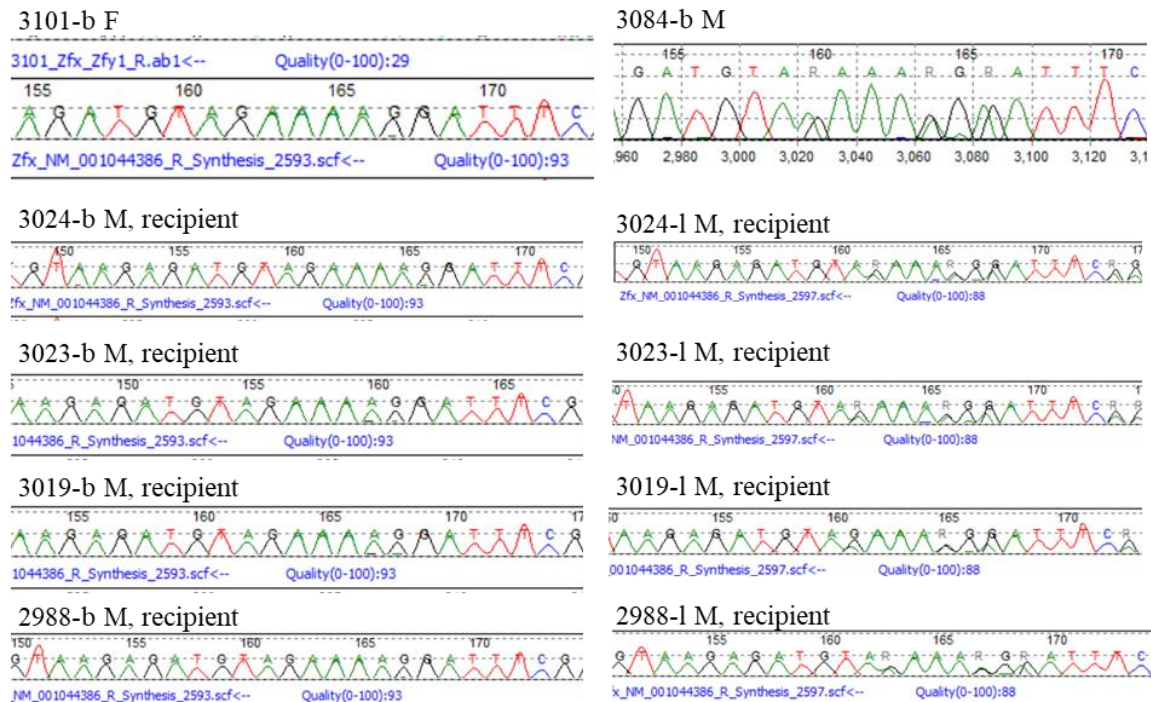 3101-b F
3101_Zfx_Zfy1_R.ab1<-- Quality(0-100):29
155 160 165 170
A G A T G T A G A A A A G G A T T T C
Zfx_NM_001044386_R_Synthesis_2593.scf<-- Quality(0-100):93
3084-b M
155 160 165 170
G A T G T A R A A A R G R A T T T C
2,980 3,000 3,020 3,040 3,060 3,080 3,100 3,120
3024-b M, recipient
150 155 160 165 170
G T A A G A G A T G T A G A A A A G G A T T T C
Zfx_NM_001044386_R_Synthesis_2593.scf<-- Quality(0-100):93
3024-l M, recipient
150 155 160 165 170
G T A A G A G A T G T A R A A A R G G A T T T C R G
Zfx_NM_001044386_R_Synthesis_2597.scf<-- Quality(0-100):88
3023-b M, recipient
150 155 160 165
A A G A G A T G T A G A A A A G G A T T T C G
1044386_R_Synthesis_2593.scf<-- Quality(0-100):93
3023-l M, recipient
155 160 165 170
T A A G A G A T G T A R A A A R G G A T T T C R R
NM_001044386_R_Synthesis_2597.scf<-- Quality(0-100):88
3019-b M, recipient
155 160 165 170
A A G A G A T G T A G A A A A G G A T T T C G
1044386_R_Synthesis_2593.scf<-- Quality(0-100):93
3019-l M, recipient
155 160 165 170
A A G A G A T G T A G A A A R G G A T T T C R
001044386_R_Synthesis_2597.scf<-- Quality(0-100):88
2988-b M, recipient
150 155 160 165 170
G T A A G A G A T G T A G A A A A G G A T T T C G
_NM_001044386_R_Synthesis_2593.scf<-- Quality(0-100):93
2988-l M, recipient
155 160 165 170
G T A A G A G A T G T A R A A A R G R A T T T C
fx_NM_001044386_R_Synthesis_2597.scf<-- Quality(0-100):88